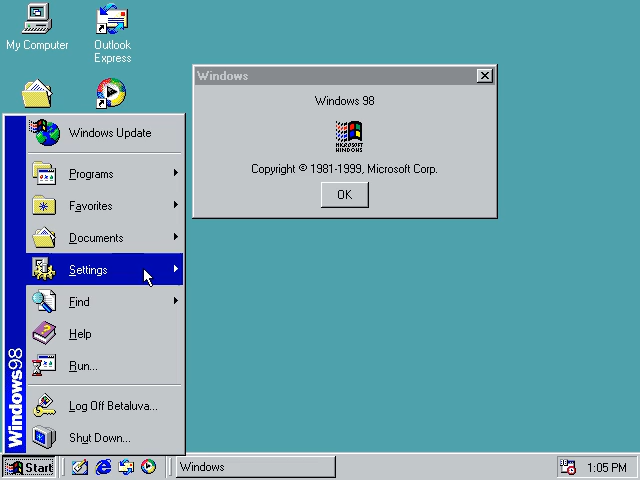 My Computer
Outlook
Express
Windows
Windows 98
MICROSOFT
WINDOWS
Copyright © 1981-1999, Microsoft Corp.
OK
Windows Update
Programs
Favorites
Documents
Settings
Find
Help
Run...
Log Off Betaluva...
Shut Down...
Windows98
Start
Windows
1:05 PM